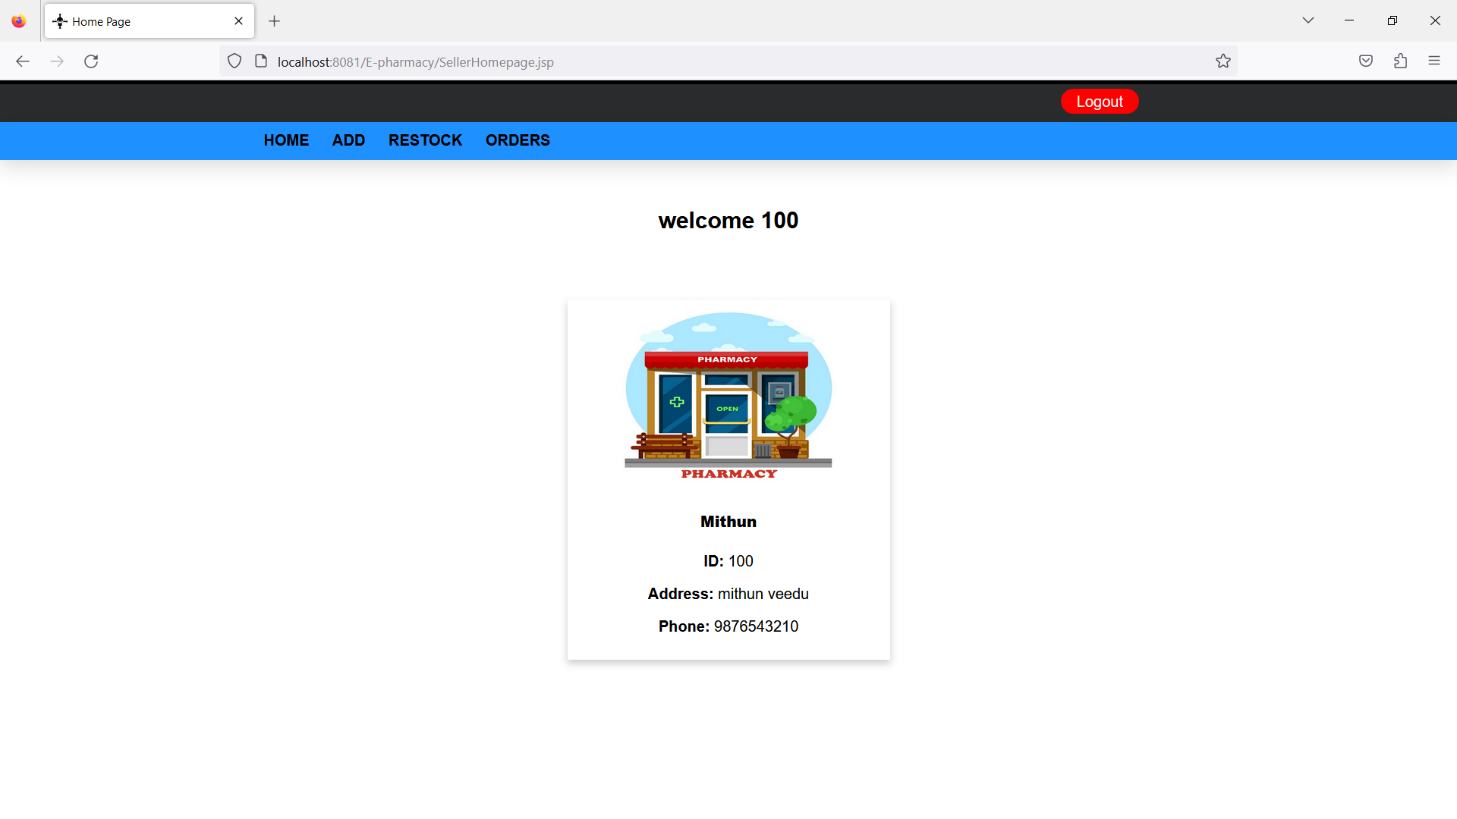 Home Page
localhost:8081/E-pharmacy/SellerHomepage.jsp
Logout
HOME ADD RESTOCK ORDERS
welcome 100
PHARMACY
OPEN
PHARMACY
Mithun
ID: 100
Address: mithun veedu
Phone: 9876543210